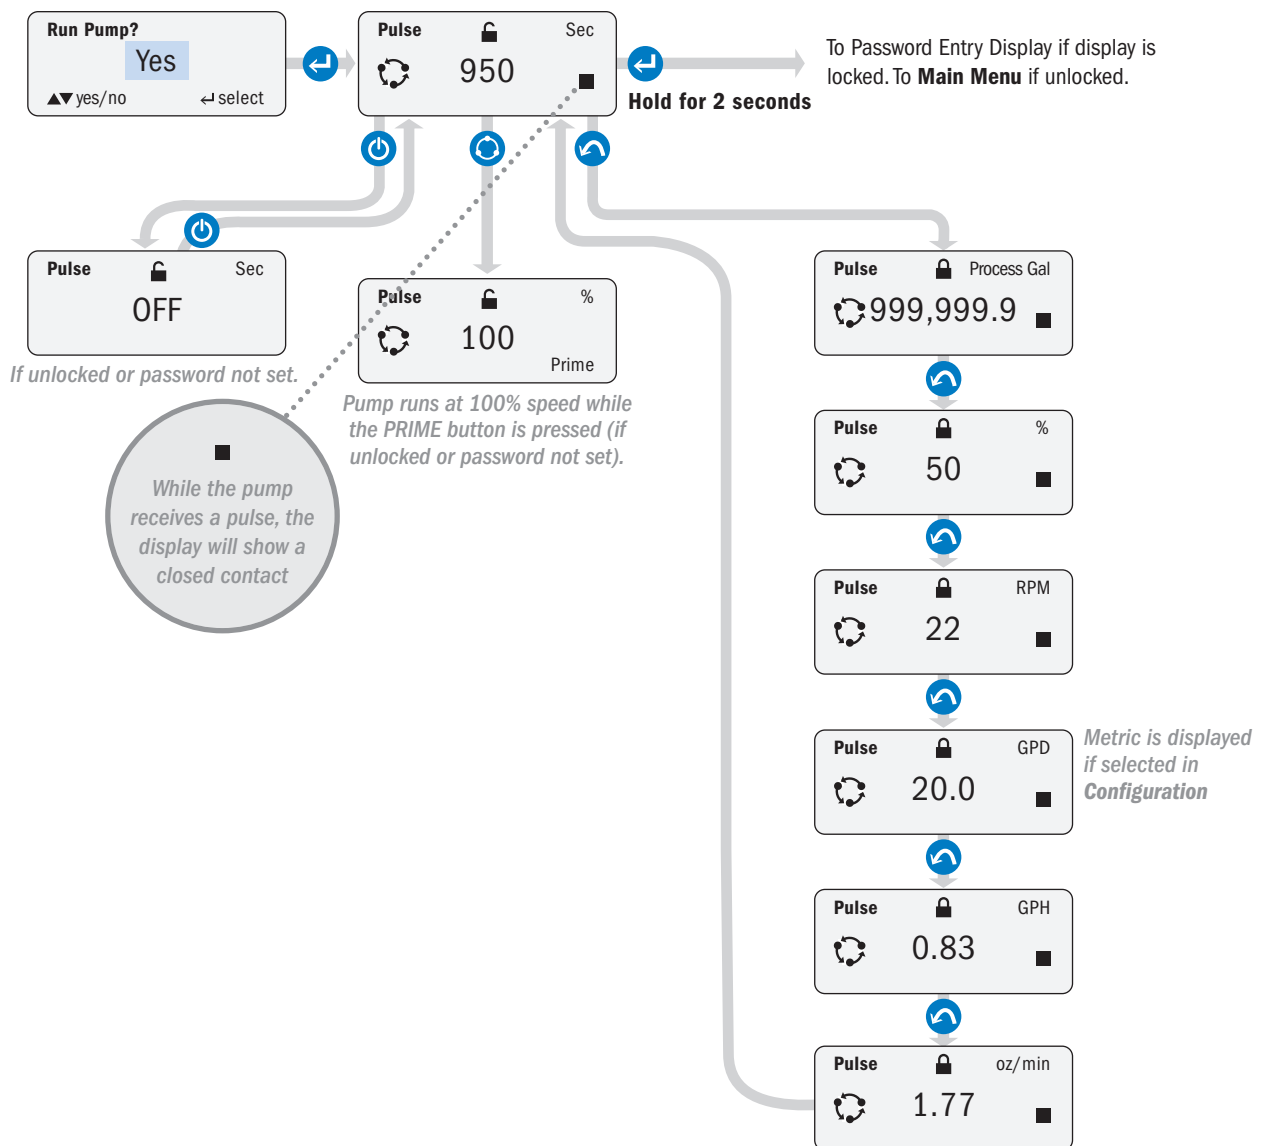 Run Pump?
Yes
▲▼ yes/no ↵ select
Pulse Sec
950
Hold for 2 seconds
To Password Entry Display if display is
locked. To Main Menu if unlocked.
Pulse Sec
OFF
If unlocked or password not set.
Pulse %
100
Prime
Pump runs at 100% speed while
the PRIME button is pressed (if
unlocked or password not set).
While the pump
receives a pulse, the
display will show a
closed contact
Pulse Process Gal
999,999.9
Pulse %
50
Pulse RPM
22
Pulse GPD
20.0
Metric is displayed
if selected in
Configuration
Pulse GPH
0.83
Pulse oz/min
1.77